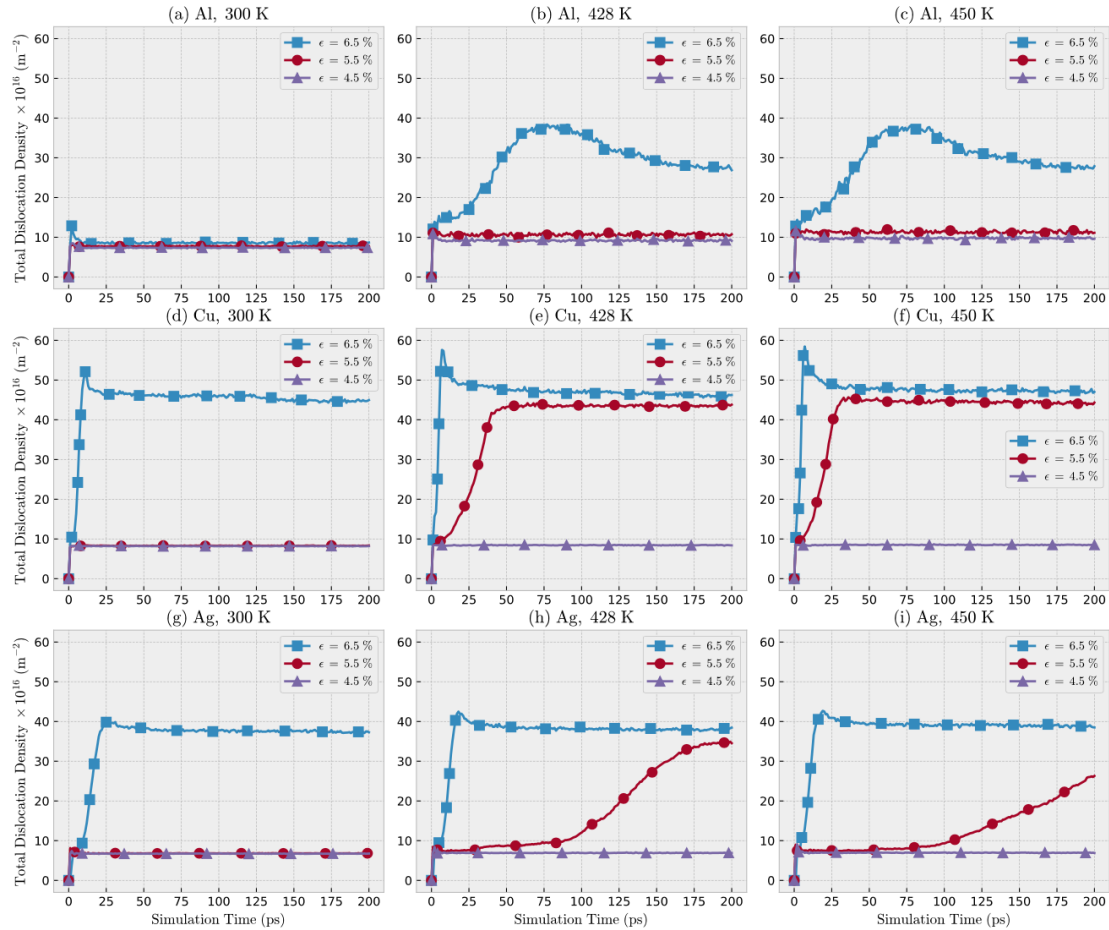 (a) Al, 300 K
(b) Al, 428 K
(c) Al, 450 K
Total Dislocation Density × 10¹⁶ (m⁻²)
60
50
40
30
20
10
0
ϵ = 6.5 %
ϵ = 5.5 %
ϵ = 4.5 %
ϵ = 6.5 %
ϵ = 5.5 %
ϵ = 4.5 %
ϵ = 6.5 %
ϵ = 5.5 %
ϵ = 4.5 %
0 25 50 75 100 125 150 175 200
0 25 50 75 100 125 150 175 200
0 25 50 75 100 125 150 175 200
(d) Cu, 300 K
(e) Cu, 428 K
(f) Cu, 450 K
Total Dislocation Density × 10¹⁶ (m⁻²)
60
50
40
30
20
10
0
ϵ = 6.5 %
ϵ = 5.5 %
ϵ = 4.5 %
ϵ = 6.5 %
ϵ = 5.5 %
ϵ = 4.5 %
ϵ = 6.5 %
ϵ = 5.5 %
ϵ = 4.5 %
0 25 50 75 100 125 150 175 200
0 25 50 75 100 125 150 175 200
0 25 50 75 100 125 150 175 200
(g) Ag, 300 K
(h) Ag, 428 K
(i) Ag, 450 K
Total Dislocation Density × 10¹⁶ (m⁻²)
60
50
40
30
20
10
0
ϵ = 6.5 %
ϵ = 5.5 %
ϵ = 4.5 %
ϵ = 6.5 %
ϵ = 5.5 %
ϵ = 4.5 %
ϵ = 6.5 %
ϵ = 5.5 %
ϵ = 4.5 %
0 25 50 75 100 125 150 175 200
0 25 50 75 100 125 150 175 200
0 25 50 75 100 125 150 175 200
Simulation Time (ps)
Simulation Time (ps)
Simulation Time (ps)